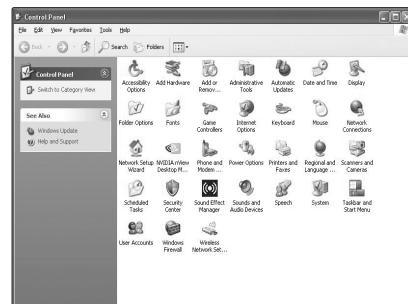 Control Panel
File Edit View Favorites Tools Help
Back Search Folders
Control Panel
Switch to Category View
See Also
Windows Update
Help and Support
Accessibility Options
Add Hardware
Add or Remov...
Administrative Tools
Automatic Updates
Date and Time
Display
Folder Options
Fonts
Game Controllers
Internet Options
Keyboard
Mouse
Network Connections
Network Setup Wizard
NVIDIA nView Desktop M...
Phone and Modem ...
Power Options
Printers and Faxes
Regional and Language ...
Scanners and Cameras
Scheduled Tasks
Security Center
Sound Effect Manager
Sounds and Audio Devices
Speech
System
Taskbar and Start Menu
User Accounts
Windows Firewall
Wireless Network Set...